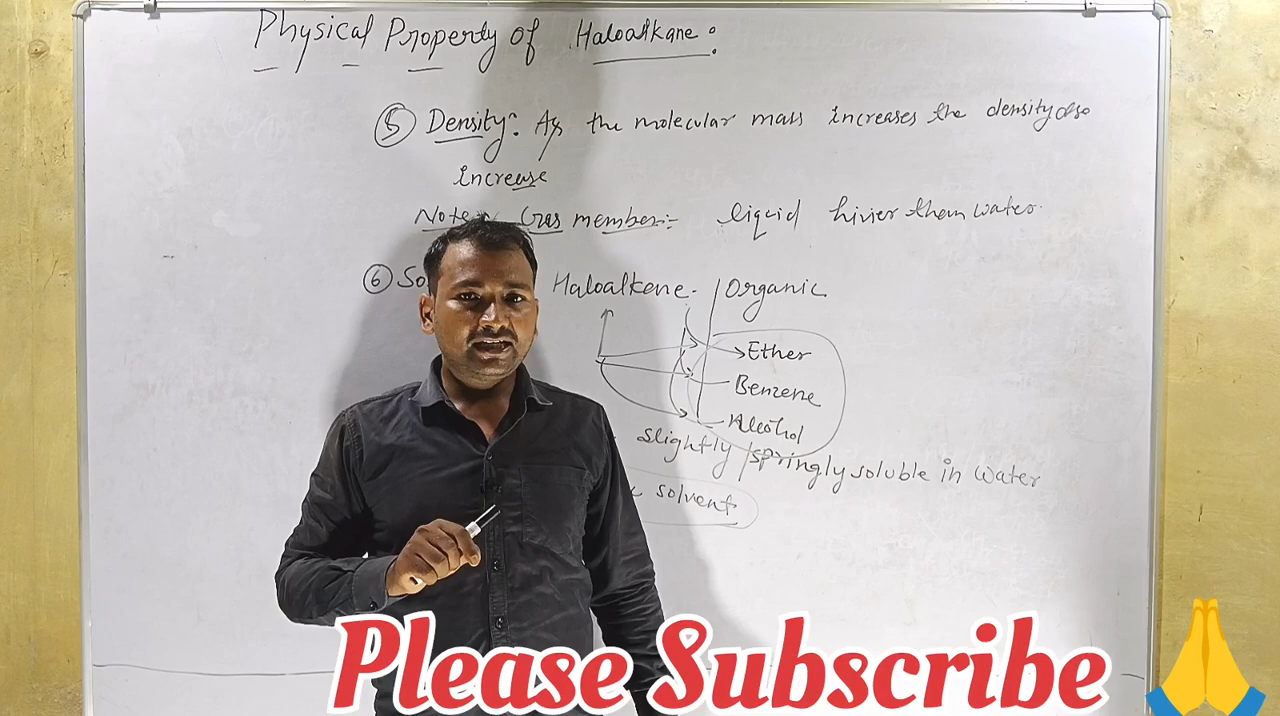 Physical Property of Haloalkane:
⑤ Density: As the molecular mass increases the density also
increase
Note:- Gas member:- liquid hivier than water.
⑥ So Haloalkene. Organic
Ether
Benzene
Alcohol
slightly/springly soluble in water
solvent
Please Subscribe